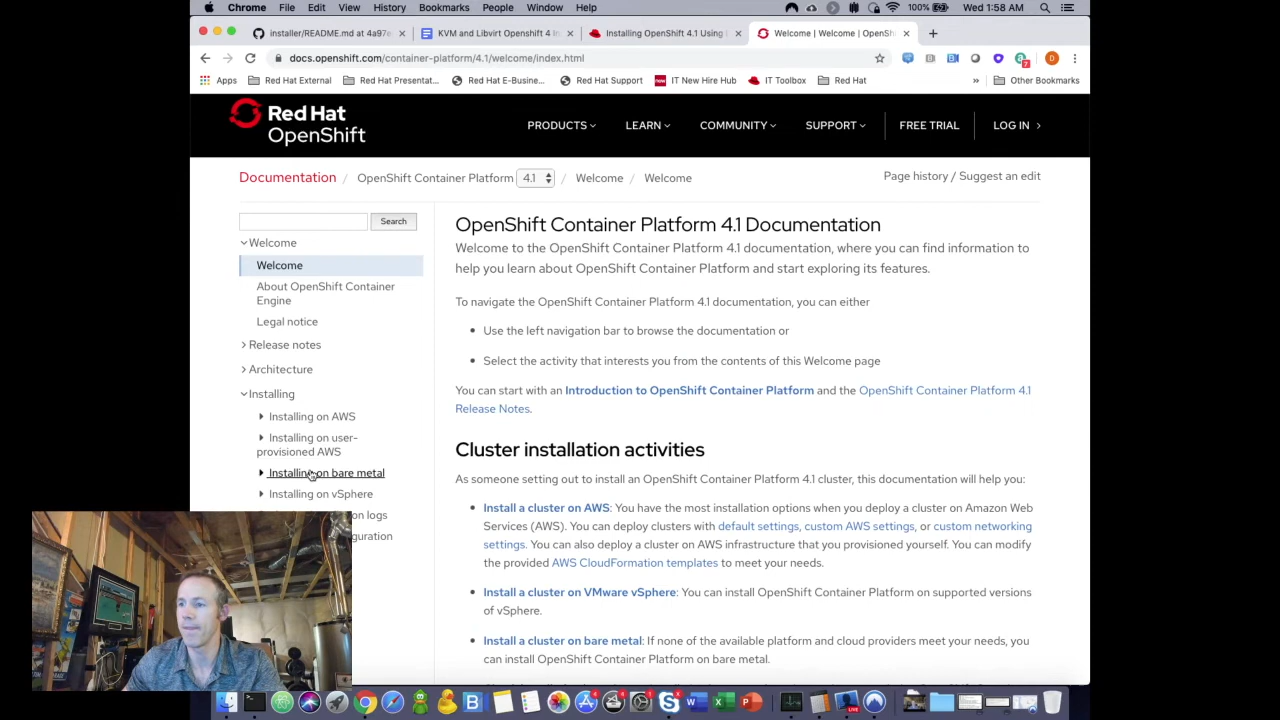 Chrome File Edit View History Bookmarks People Window Help 100% Wed 1:58 AM
installer/README.md at 4a97e KVM and Libvirt Openshift 4 In Installing OpenShift 4.1 Using Welcome | Welcome | OpenSh
docs.openshift.com/container-platform/4.1/welcome/index.html
Apps Red Hat External Red Hat Presentat... Red Hat E-Busine... Red Hat Support IT New Hire Hub IT Toolbox Red Hat » Other Bookmarks
Red Hat
OpenShift
PRODUCTS LEARN COMMUNITY SUPPORT FREE TRIAL LOG IN
Documentation / OpenShift Container Platform 4.1 / Welcome / Welcome
Page history / Suggest an edit
Search
Welcome
Welcome
About OpenShift Container
Engine
Legal notice
Release notes
Architecture
Installing
Installing on AWS
Installing on user-
provisioned AWS
Installing on bare metal
Installing on vSphere
on logs
guration
OpenShift Container Platform 4.1 Documentation
Welcome to the OpenShift Container Platform 4.1 documentation, where you can find information to
help you learn about OpenShift Container Platform and start exploring its features.
To navigate the OpenShift Container Platform 4.1 documentation, you can either
• Use the left navigation bar to browse the documentation or
• Select the activity that interests you from the contents of this Welcome page
You can start with an Introduction to OpenShift Container Platform and the OpenShift Container Platform 4.1
Release Notes.
Cluster installation activities
As someone setting out to install an OpenShift Container Platform 4.1 cluster, this documentation will help you:
• Install a cluster on AWS: You have the most installation options when you deploy a cluster on Amazon Web
Services (AWS). You can deploy clusters with default settings, custom AWS settings, or custom networking
settings. You can also deploy a cluster on AWS infrastructure that you provisioned yourself. You can modify
the provided AWS CloudFormation templates to meet your needs.
• Install a cluster on VMware vSphere: You can install OpenShift Container Platform on supported versions
of vSphere.
• Install a cluster on bare metal: If none of the available platform and cloud providers meet your needs, you
can install OpenShift Container Platform on bare metal.